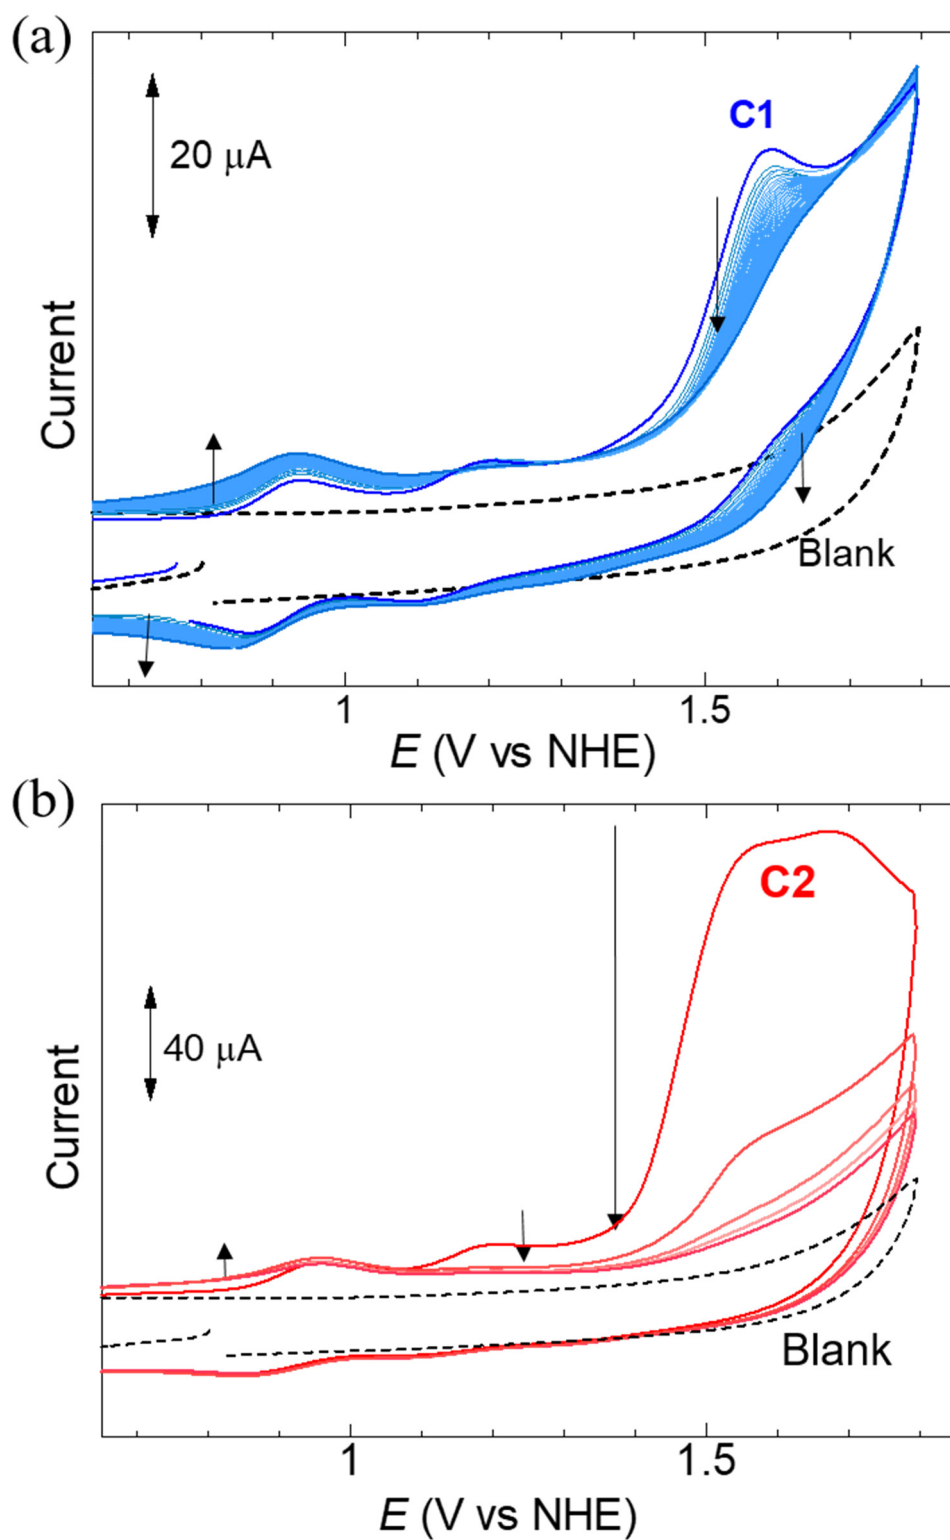 (a)
C1
20 μA
Current
Blank
1 1.5
E (V vs NHE)
(b)
C2
40 μA
Current
Blank
1 1.5
E (V vs NHE)